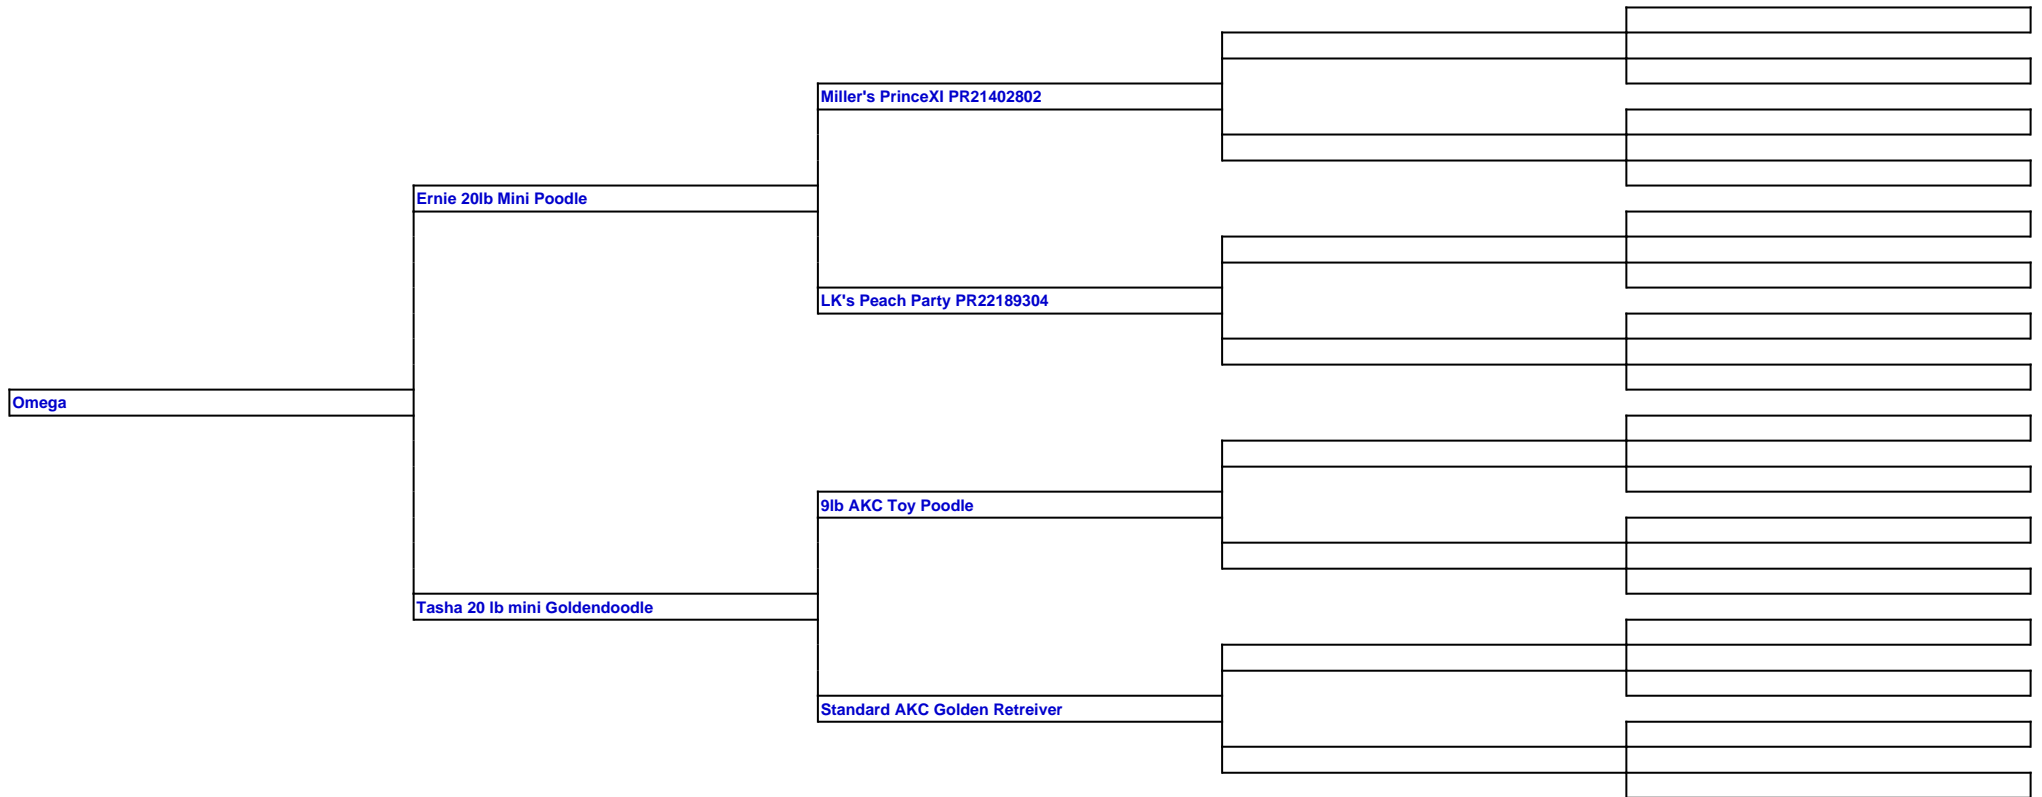 Miller's PrinceXI PR21402802
Ernie 20lb Mini Poodle
LK's Peach Party PR22189304
Omega
9lb AKC Toy Poodle
Tasha 20 lb mini Goldendoodle
Standard AKC Golden Retreiver